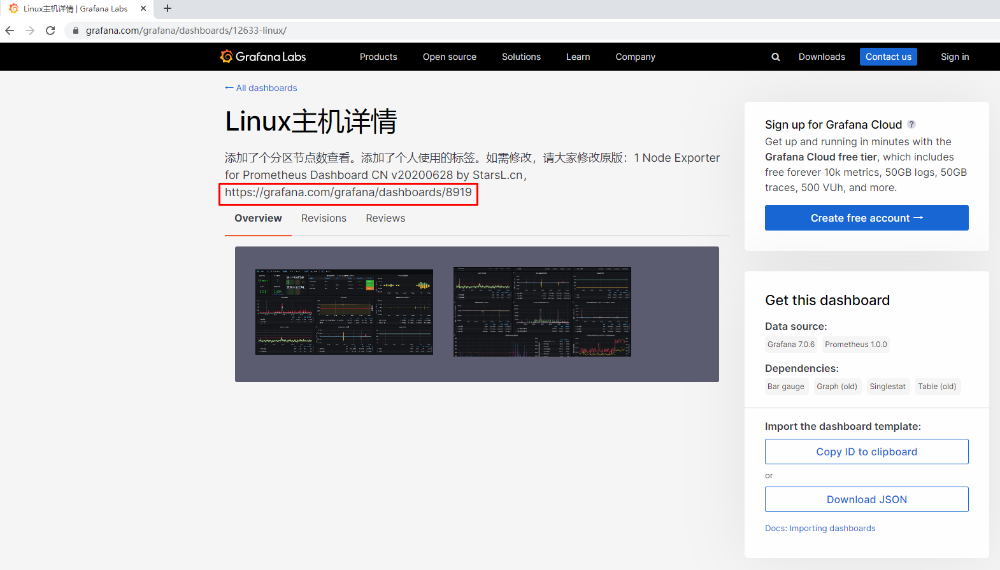 Linux主机详情 | Grafana Labs
grafana.com/grafana/dashboards/12633-linux/
Grafana Labs
Products
Open source
Solutions
Learn
Company
Downloads
Contact us
Sign in
← All dashboards
Linux主机详情
添加了个分区节点数查看。添加了个人使用的标签。如需修改，请大家修改原版：1 Node Exporter
for Prometheus Dashboard CN v20200628 by StarsL.cn，
https://grafana.com/grafana/dashboards/8919
Overview
Revisions
Reviews
Sign up for Grafana Cloud ?
Get up and running in minutes with the
Grafana Cloud free tier, which includes
free forever 10k metrics, 50GB logs, 50GB
traces, 500 VUh, and more.
Create free account →
Get this dashboard
Data source:
Grafana 7.0.6
Prometheus 1.0.0
Dependencies:
Bar gauge
Graph (old)
Singlestat
Table (old)
Import the dashboard template:
Copy ID to clipboard
or
Download JSON
Docs: Importing dashboards